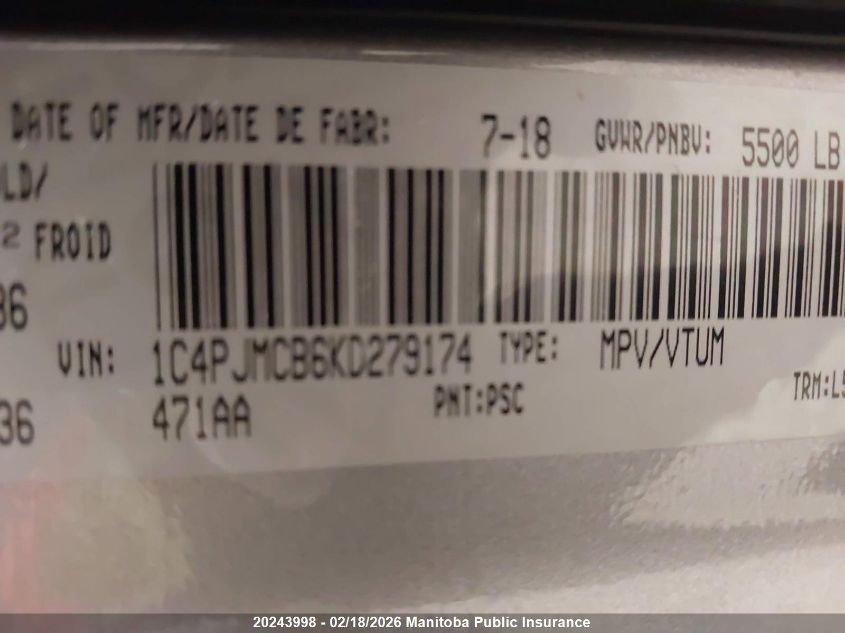 DATE OF MFR/DATE DE FABR: 7-18 GVWR/PNBV: 5500 LB
OLD/
2 FROID
36
VIN: 1C4PJMCB6KD279174 TYPE: MPV/VTUM
36 471AA PNT:PSC TRM:L5
20243998 - 02/18/2026 Manitoba Public Insurance